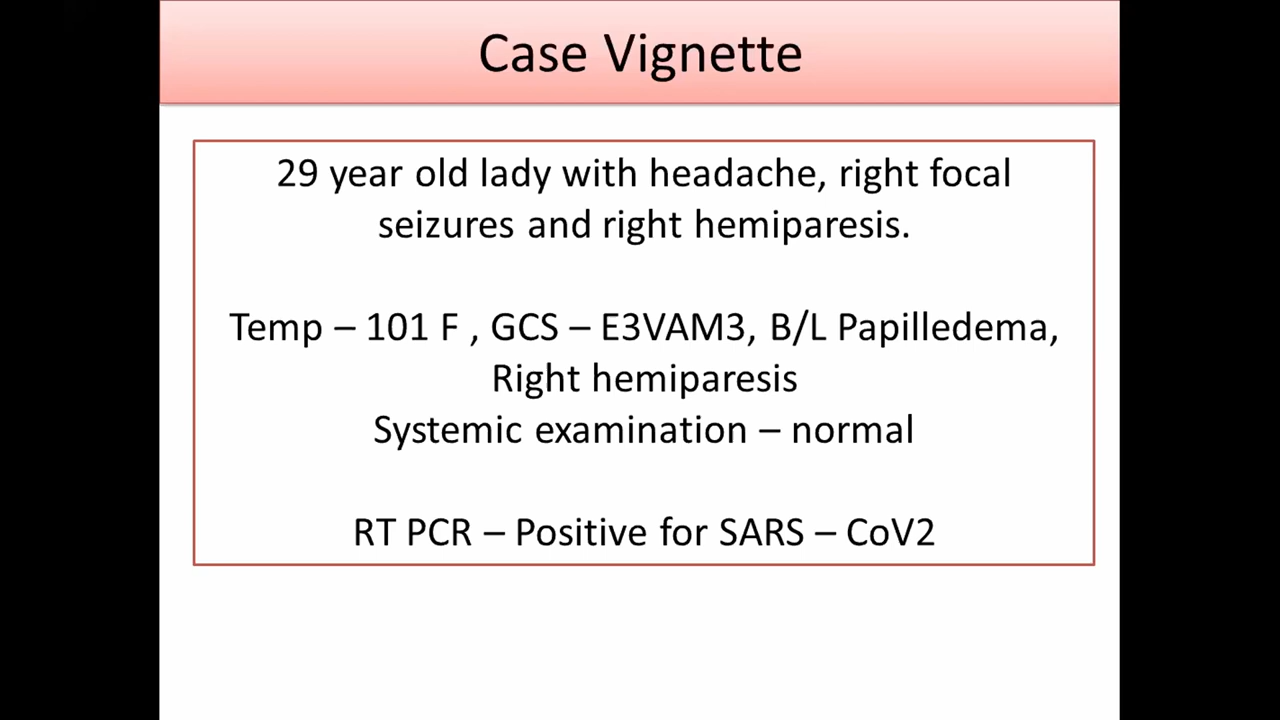 Case Vignette
29 year old lady with headache, right focal
seizures and right hemiparesis.
Temp – 101 F , GCS – E3VAM3, B/L Papilledema,
Right hemiparesis
Systemic examination – normal
RT PCR – Positive for SARS – CoV2